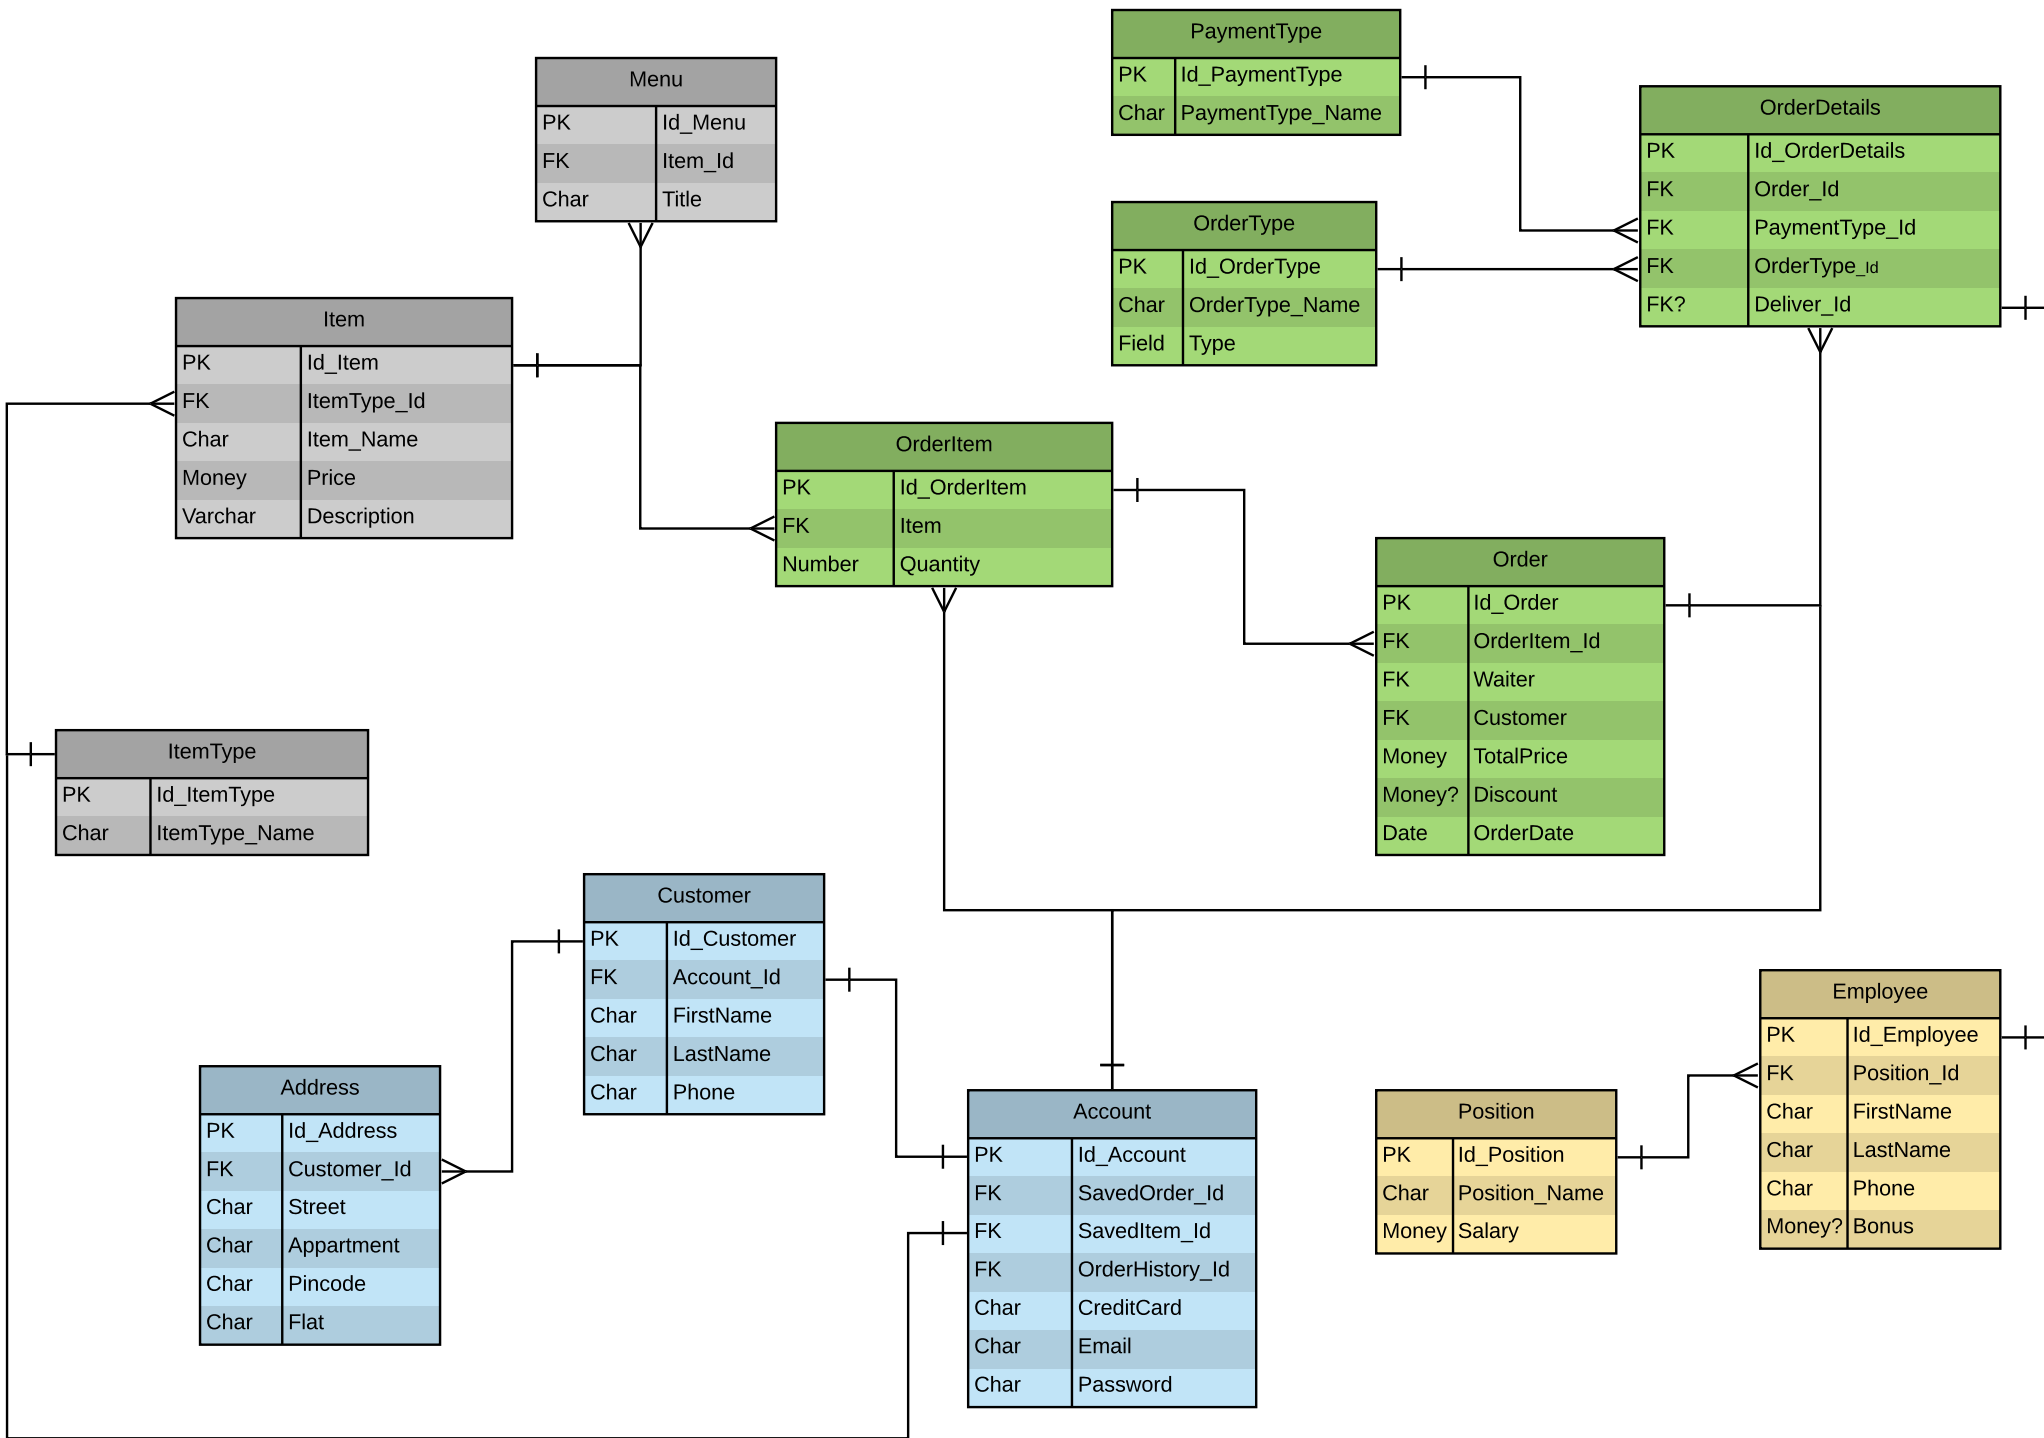 PaymentType
PK Id_PaymentType
Char PaymentType_Name
Menu
PK Id_Menu
FK Item_Id
Char Title
OrderDetails
PK Id_OrderDetails
FK Order_Id
FK PaymentType_Id
FK OrderType_Id
FK? Deliver_Id
OrderType
PK Id_OrderType
Char OrderType_Name
Field Type
Item
PK Id_Item
FK ItemType_Id
Char Item_Name
Money Price
Varchar Description
OrderItem
PK Id_OrderItem
FK Item
Number Quantity
Order
PK Id_Order
FK OrderItem_Id
FK Waiter
FK Customer
Money TotalPrice
Money? Discount
Date OrderDate
ItemType
PK Id_ItemType
Char ItemType_Name
Customer
PK Id_Customer
FK Account_Id
Char FirstName
Char LastName
Char Phone
Employee
PK Id_Employee
FK Position_Id
Char FirstName
Char LastName
Char Phone
Money? Bonus
Address
PK Id_Address
FK Customer_Id
Char Street
Char Appartment
Char Pincode
Char Flat
Account
PK Id_Account
FK SavedOrder_Id
FK SavedItem_Id
FK OrderHistory_Id
Char CreditCard
Char Email
Char Password
Position
PK Id_Position
Char Position_Name
Money Salary